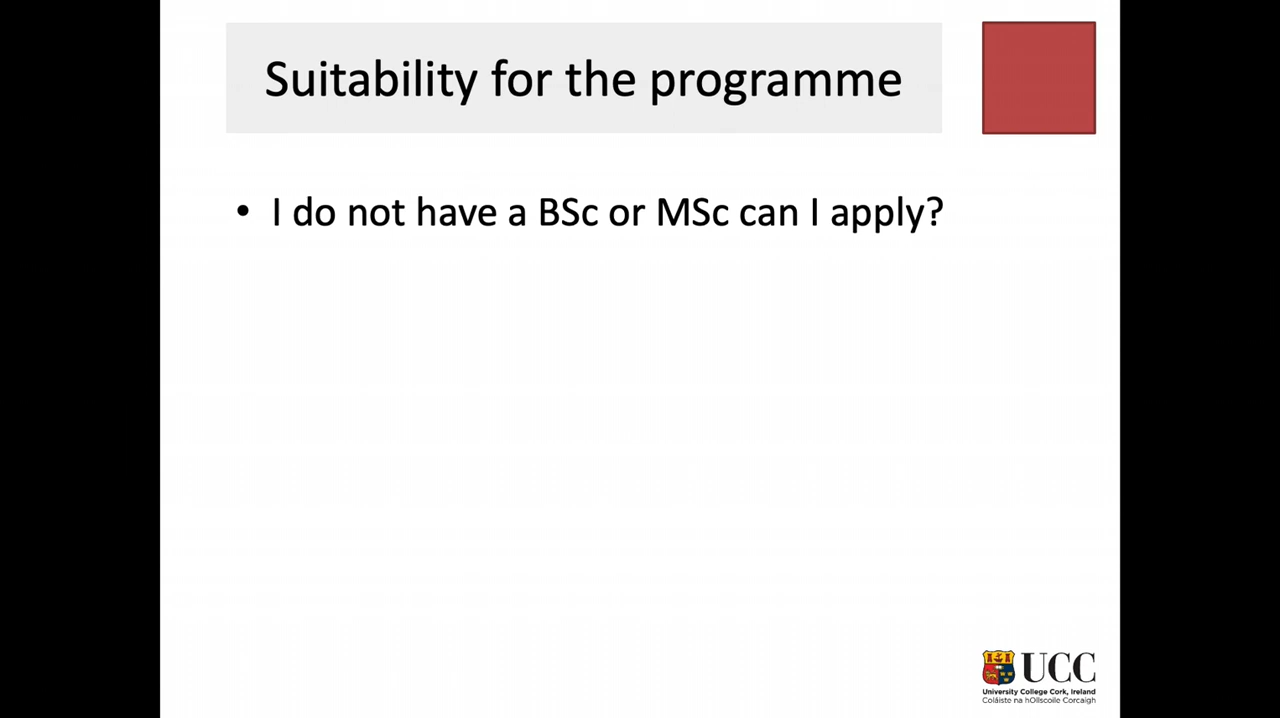 Suitability for the programme
• I do not have a BSc or MSc can I apply?
UCC
University College Cork, Ireland
Coláiste na hOllscoile Corcaigh